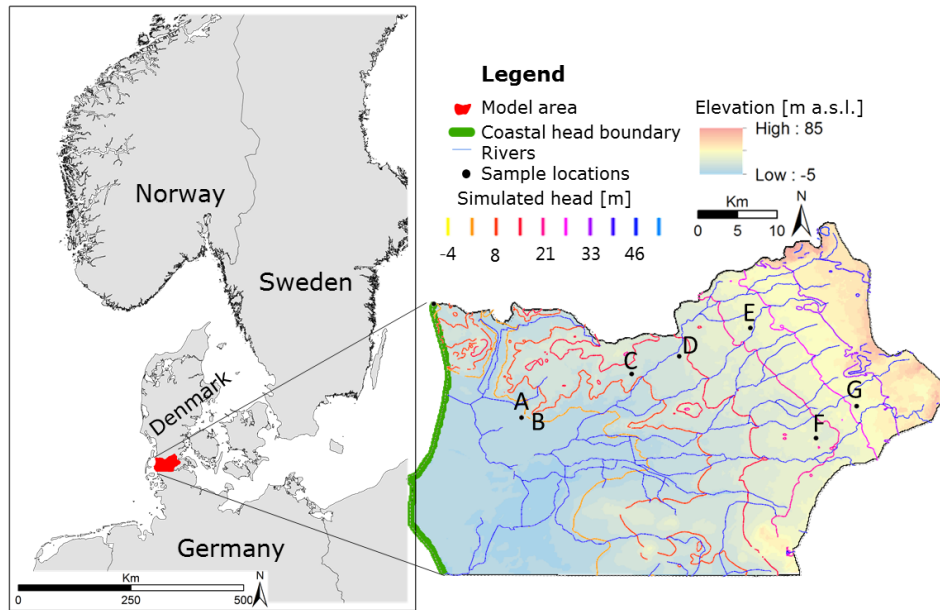 Norway
Sweden
Denmark
Germany
Km
0 250 500
N
Legend
Model area
Coastal head boundary
Rivers
Sample locations
Simulated head [m]
-4 8 21 33 46
Elevation [m a.s.l.]
High : 85
Low : -5
Km
0 5 10
N
A
B
C
D
E
F
G